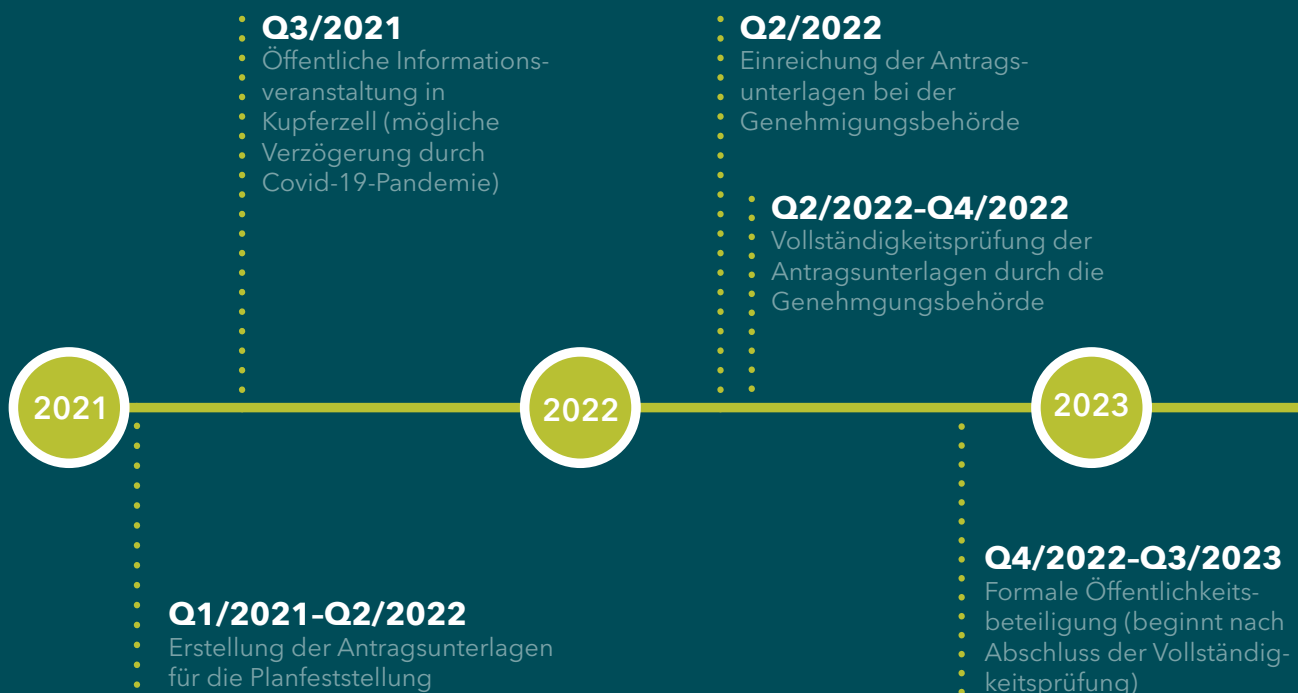 Q3/2021
Öffentliche Informations-
veranstaltung in
Kupferzell (mögliche
Verzögerung durch
Covid-19-Pandemie)
Q2/2022
Einreichung der Antrags-
unterlagen bei der
Genehmigungsbehörde
Q2/2022–Q4/2022
Vollständigkeitsprüfung der
Antragsunterlagen durch die
Genehmgungsbehörde
2021
2022
2023
Q1/2021–Q2/2022
Erstellung der Antragsunterlagen
für die Planfeststellung
Q4/2022–Q3/2023
Formale Öffentlichkeits-
beteiligung (beginnt nach
Abschluss der Vollständig-
keitsprüfung)